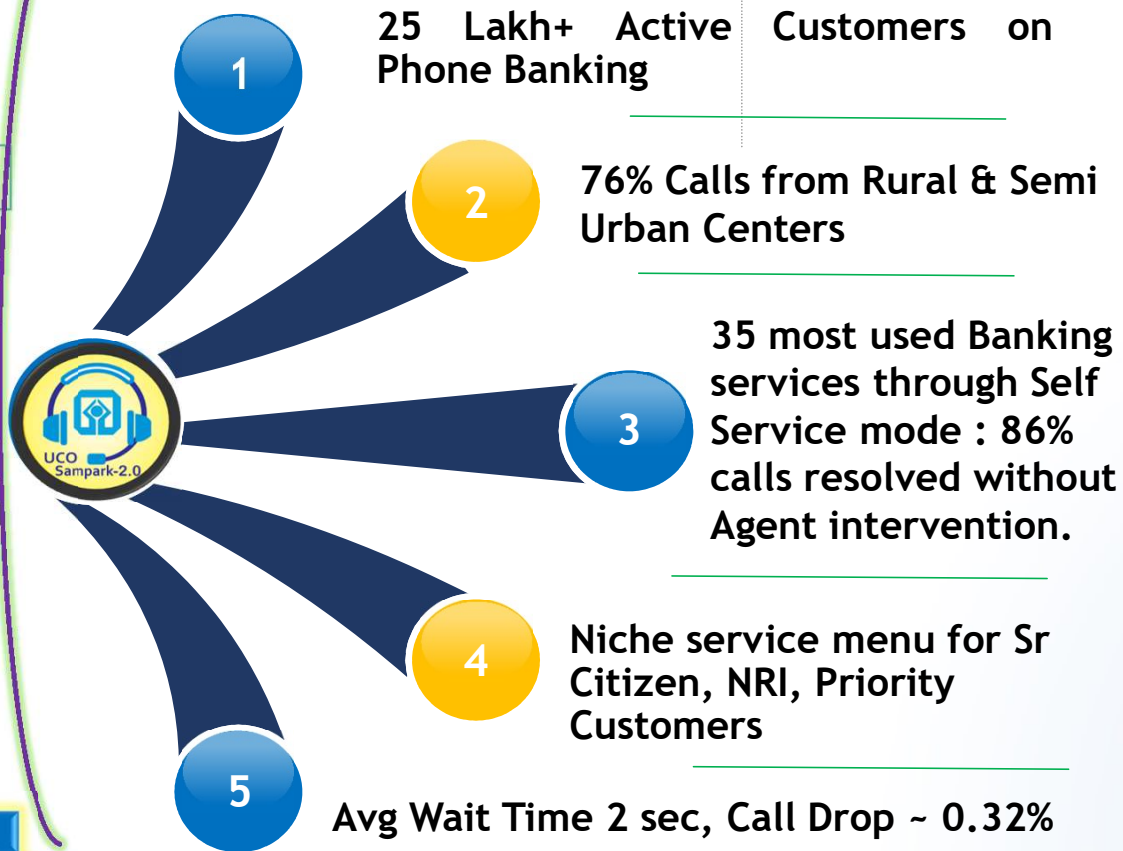 1
25 Lakh+ Active Customers on
Phone Banking
2
76% Calls from Rural & Semi
Urban Centers
3
35 most used Banking
services through Self
Service mode : 86%
calls resolved without
Agent intervention.
UCO
Sampark-2.0
4
Niche service menu for Sr
Citizen, NRI, Priority
Customers
5
Avg Wait Time 2 sec, Call Drop ~ 0.32%